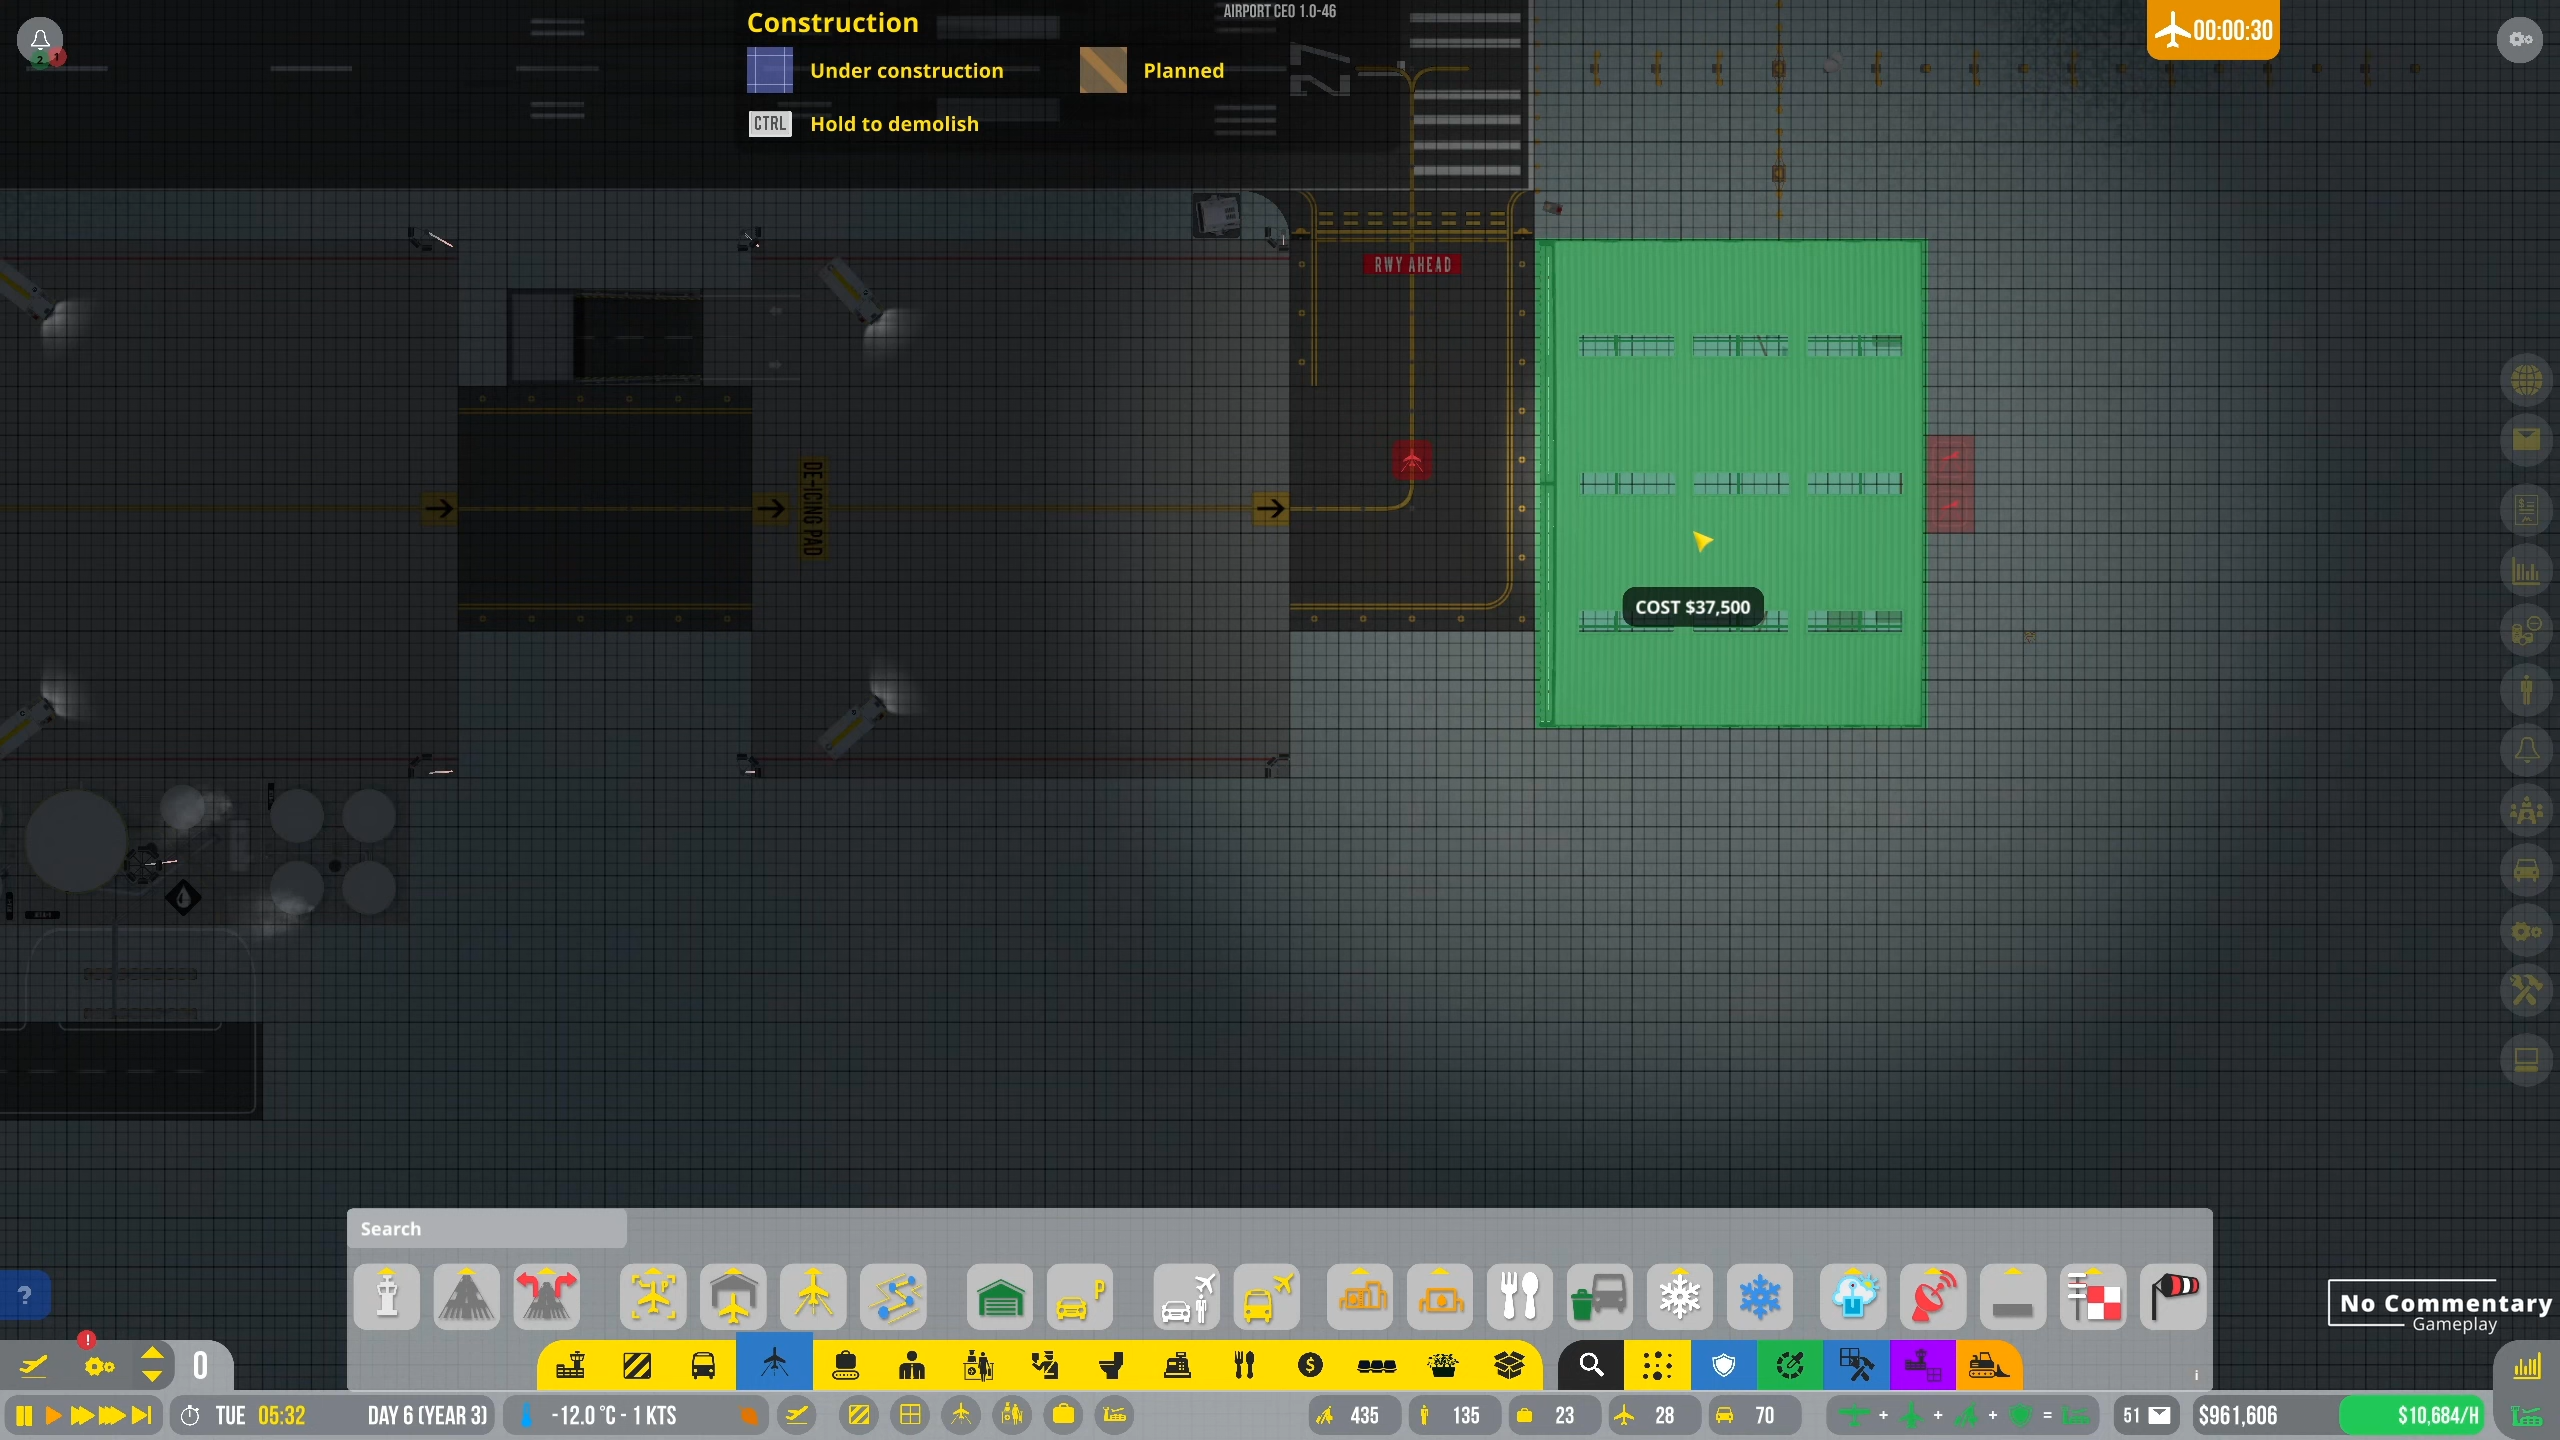 AIRPORT CEO 1.0-46
Construction
Under construction
Planned
CTRL
Hold to demolish
00:00:30
2
1
RWY AHEAD
DE-ICING PAD
COST $37,500
Search
P
P
?
!
0
i
No Commentary
Gameplay
TUE 05:32
DAY 6 (YEAR 3)
-12.0 °C - 1 KTS
435
135
23
28
70
+ + + =
51
$961,606
$10,684/H